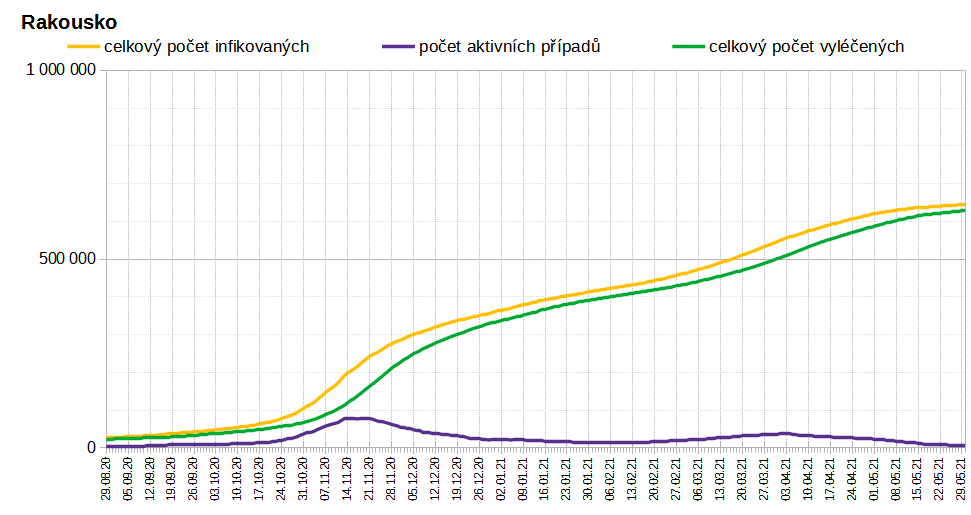 Rakousko
celkový počet infikovaných počet aktivních případů celkový počet vyléčených
1 000 000
500 000
0
29.08.20 05.09.20 12.09.20 19.09.20 26.09.20 03.10.20 10.10.20 17.10.20 24.10.20 31.10.20 07.11.20 14.11.20 21.11.20 28.11.20 05.12.20 12.12.20 19.12.20 26.12.20 02.01.21 09.01.21 16.01.21 23.01.21 30.01.21 06.02.21 13.02.21 20.02.21 27.02.21 06.03.21 13.03.21 20.03.21 27.03.21 03.04.21 10.04.21 17.04.21 24.04.21 01.05.21 08.05.21 15.05.21 22.05.21 29.05.21